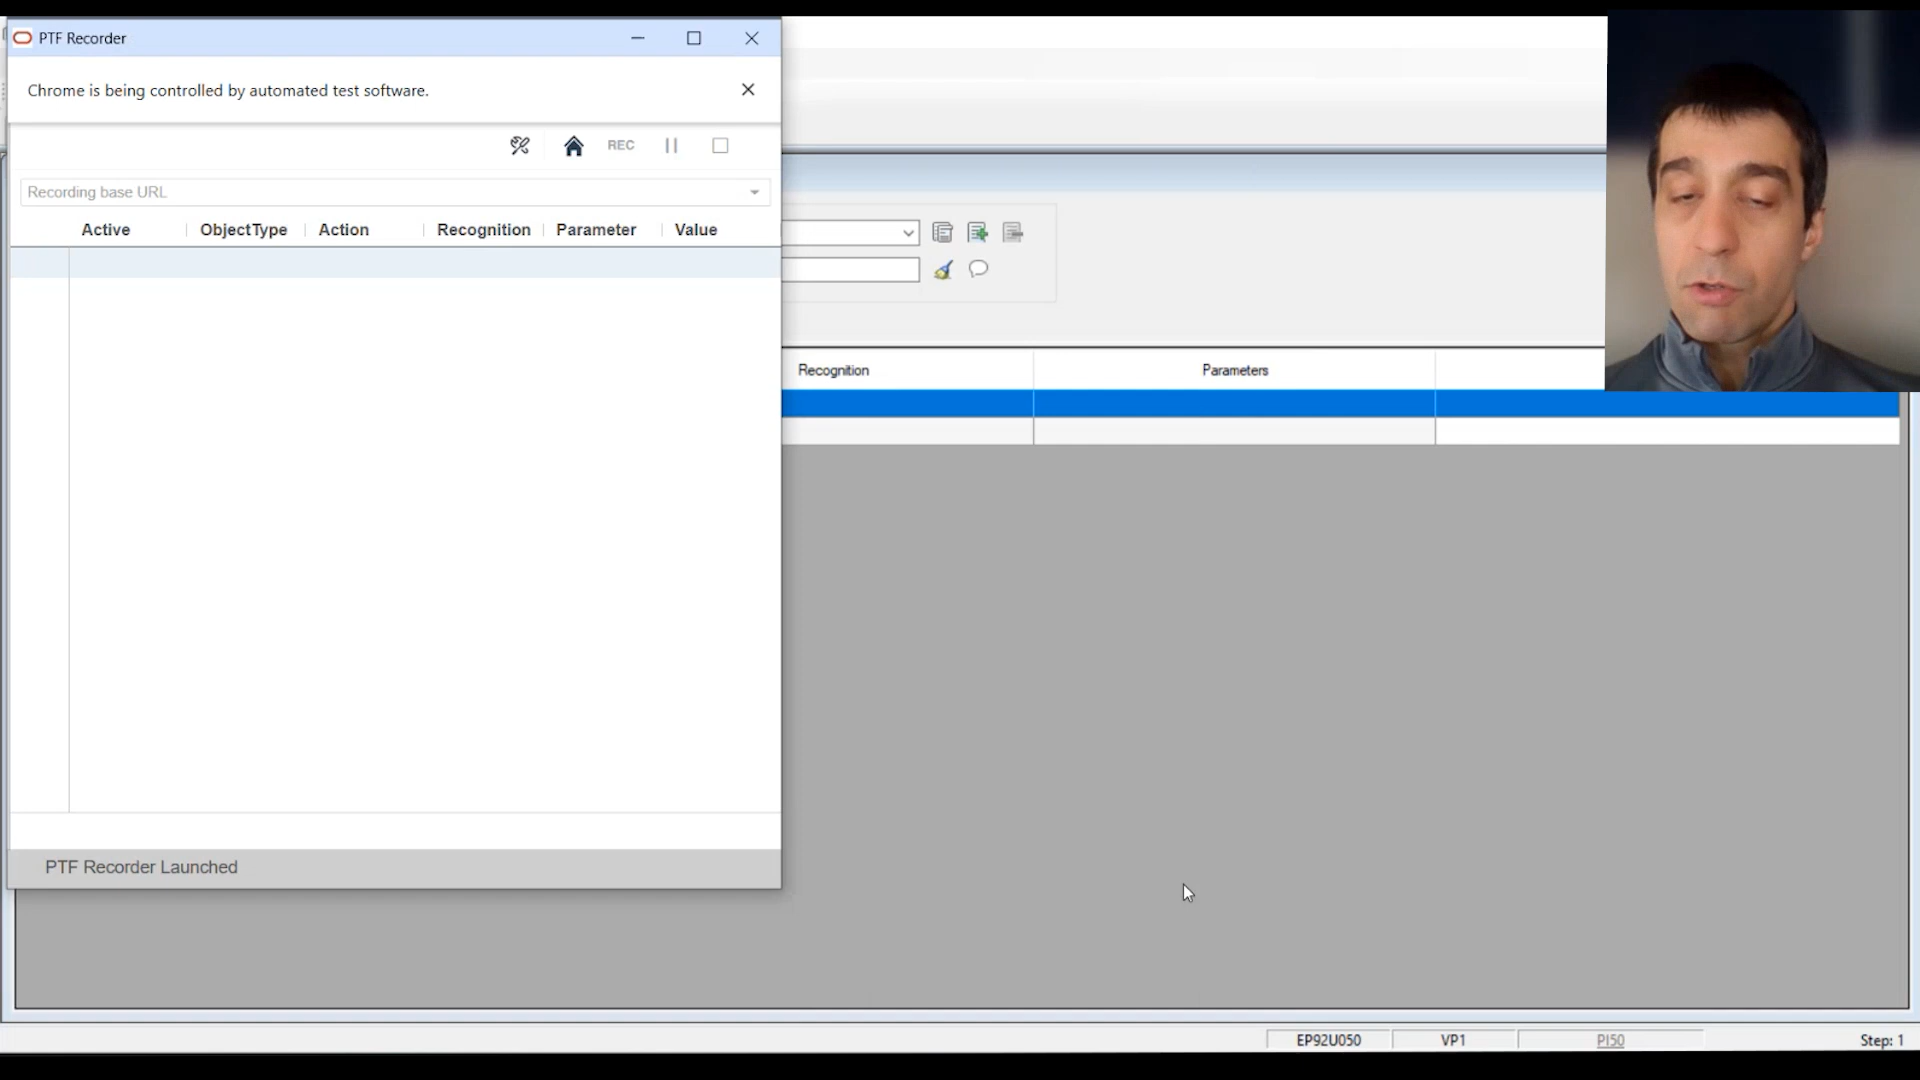 PTF Recorder
Chrome is being controlled by automated test software.
REC
Recording base URL
Active ObjectType Action Recognition Parameter Value
Recognition Parameters
PTF Recorder Launched
EP92U050 VP1 PI50 Step: 1